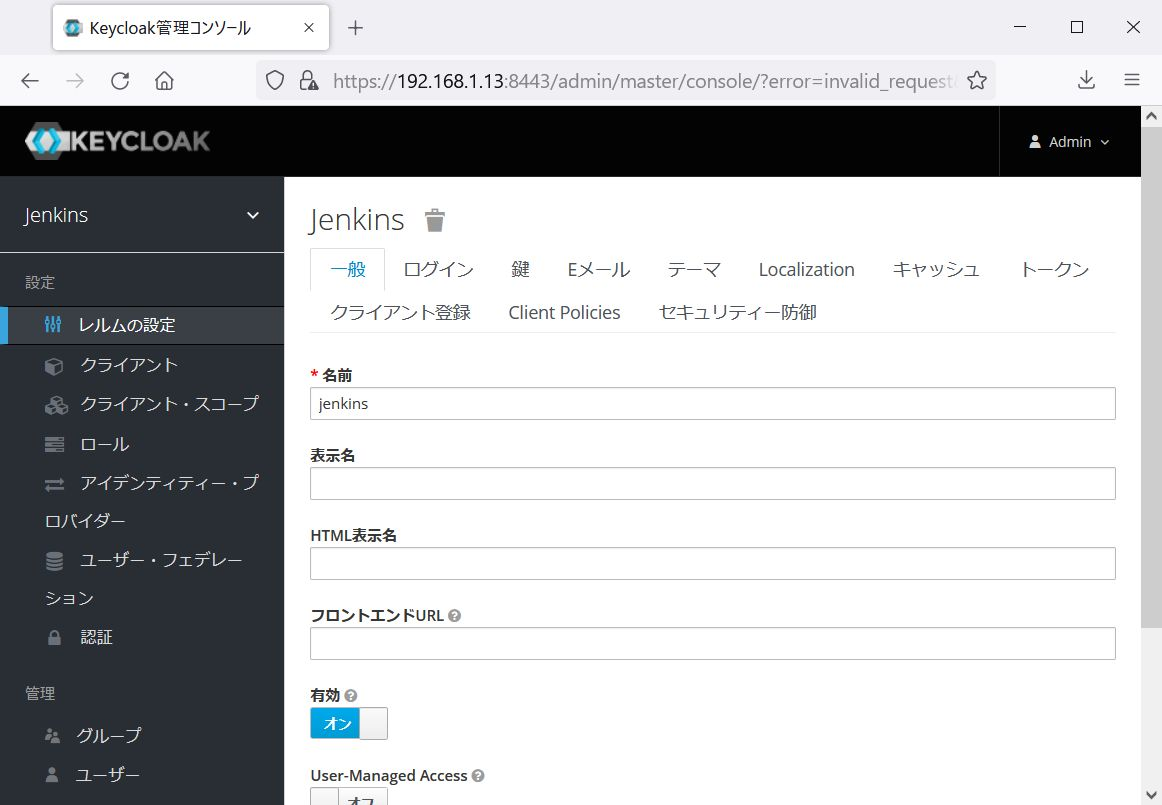 Keycloak管理コンソール
https://192.168.1.13:8443/admin/master/console/?error=invalid_request
KEYCLOAK
Admin
Jenkins
設定
レルムの設定
クライアント
クライアント・スコープ
ロール
アイデンティティー・プ
ロバイダー
ユーザー・フェデレー
ション
認証
管理
グループ
ユーザー
Jenkins
一般 ログイン 鍵 Eメール テーマ Localization キャッシュ トークン
クライアント登録 Client Policies セキュリティー防御
* 名前
jenkins
表示名
HTML表示名
フロントエンドURL
有効
オン
User-Managed Access
オフ